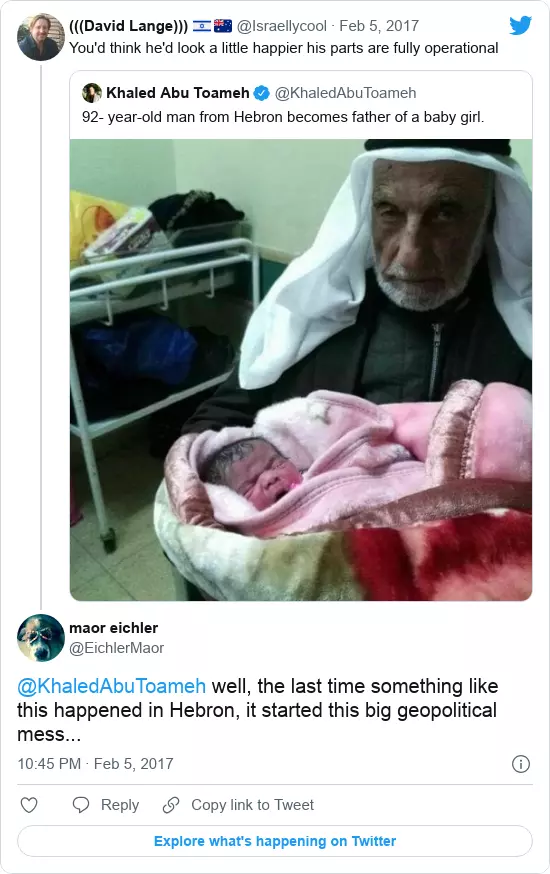 (((David Lange))) 🇮🇱 🇦🇺 @Israellycool · Feb 5, 2017
You'd think he'd look a little happier his parts are fully operational
Khaled Abu Toameh @KhaledAbuToameh
92- year-old man from Hebron becomes father of a baby girl.
maor eichler
@EichlerMaor
@KhaledAbuToameh well, the last time something like
this happened in Hebron, it started this big geopolitical
mess...
10:45 PM · Feb 5, 2017
Reply
Copy link to Tweet
Explore what's happening on Twitter